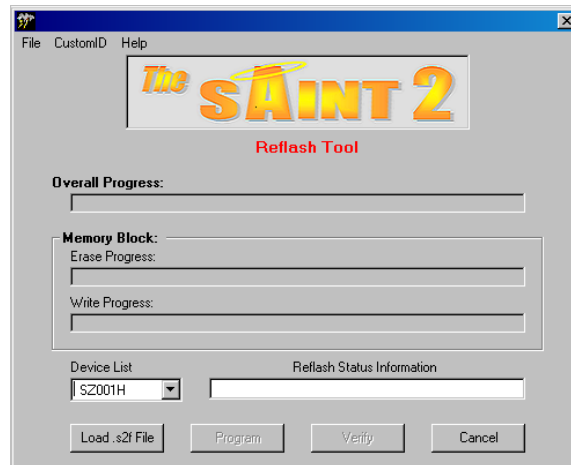 File CustomID Help
The SAINT 2
Reflash Tool
Overall Progress:
Memory Block:
Erase Progress:
Write Progress:
Device List Reflash Status Information
SZ001H
Load .s2f File Program Verify Cancel